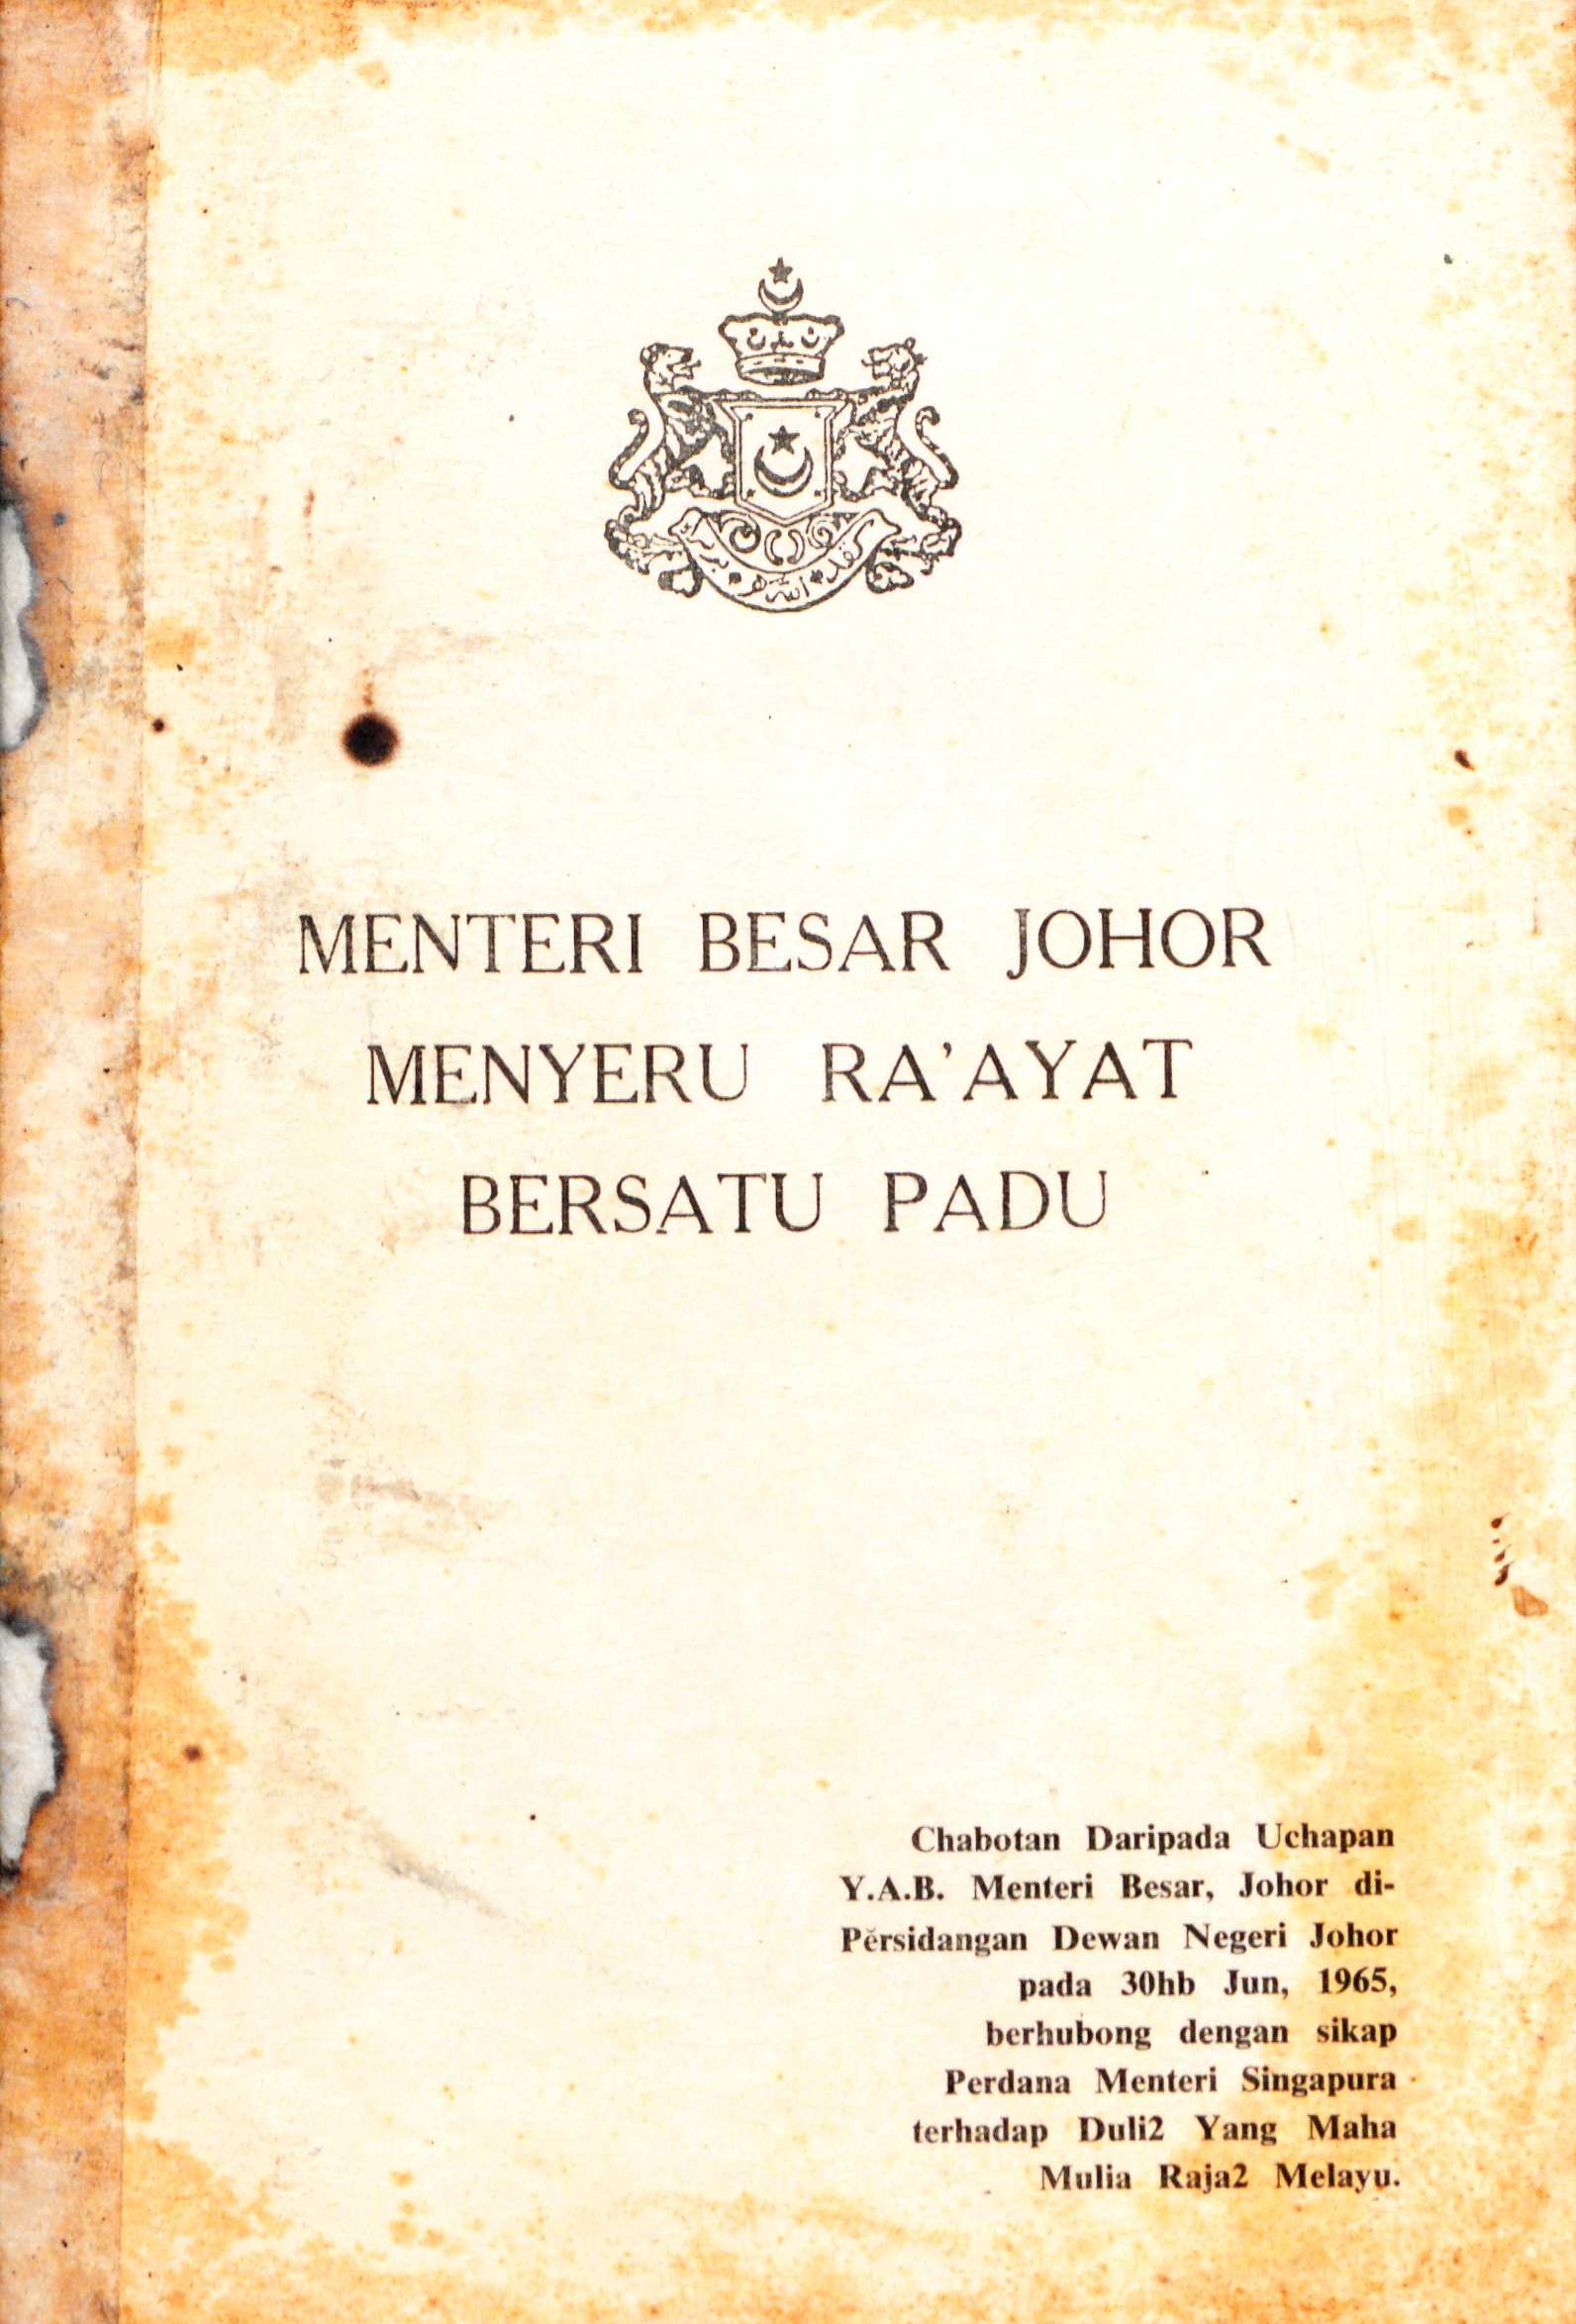 MENTERI BESAR JOHOR
MENYERU RA'AYAT
BERSATU PADU
Chabotan Daripada Uchapan
Y.A.B. Menteri Besar, Johor di-
Pĕrsidangan Dewan Negeri Johor
pada 30hb Jun, 1965,
berhubong dengan sikap
Perdana Menteri Singapura
terhadap Duli2 Yang Maha
Mulia Raja2 Melayu.